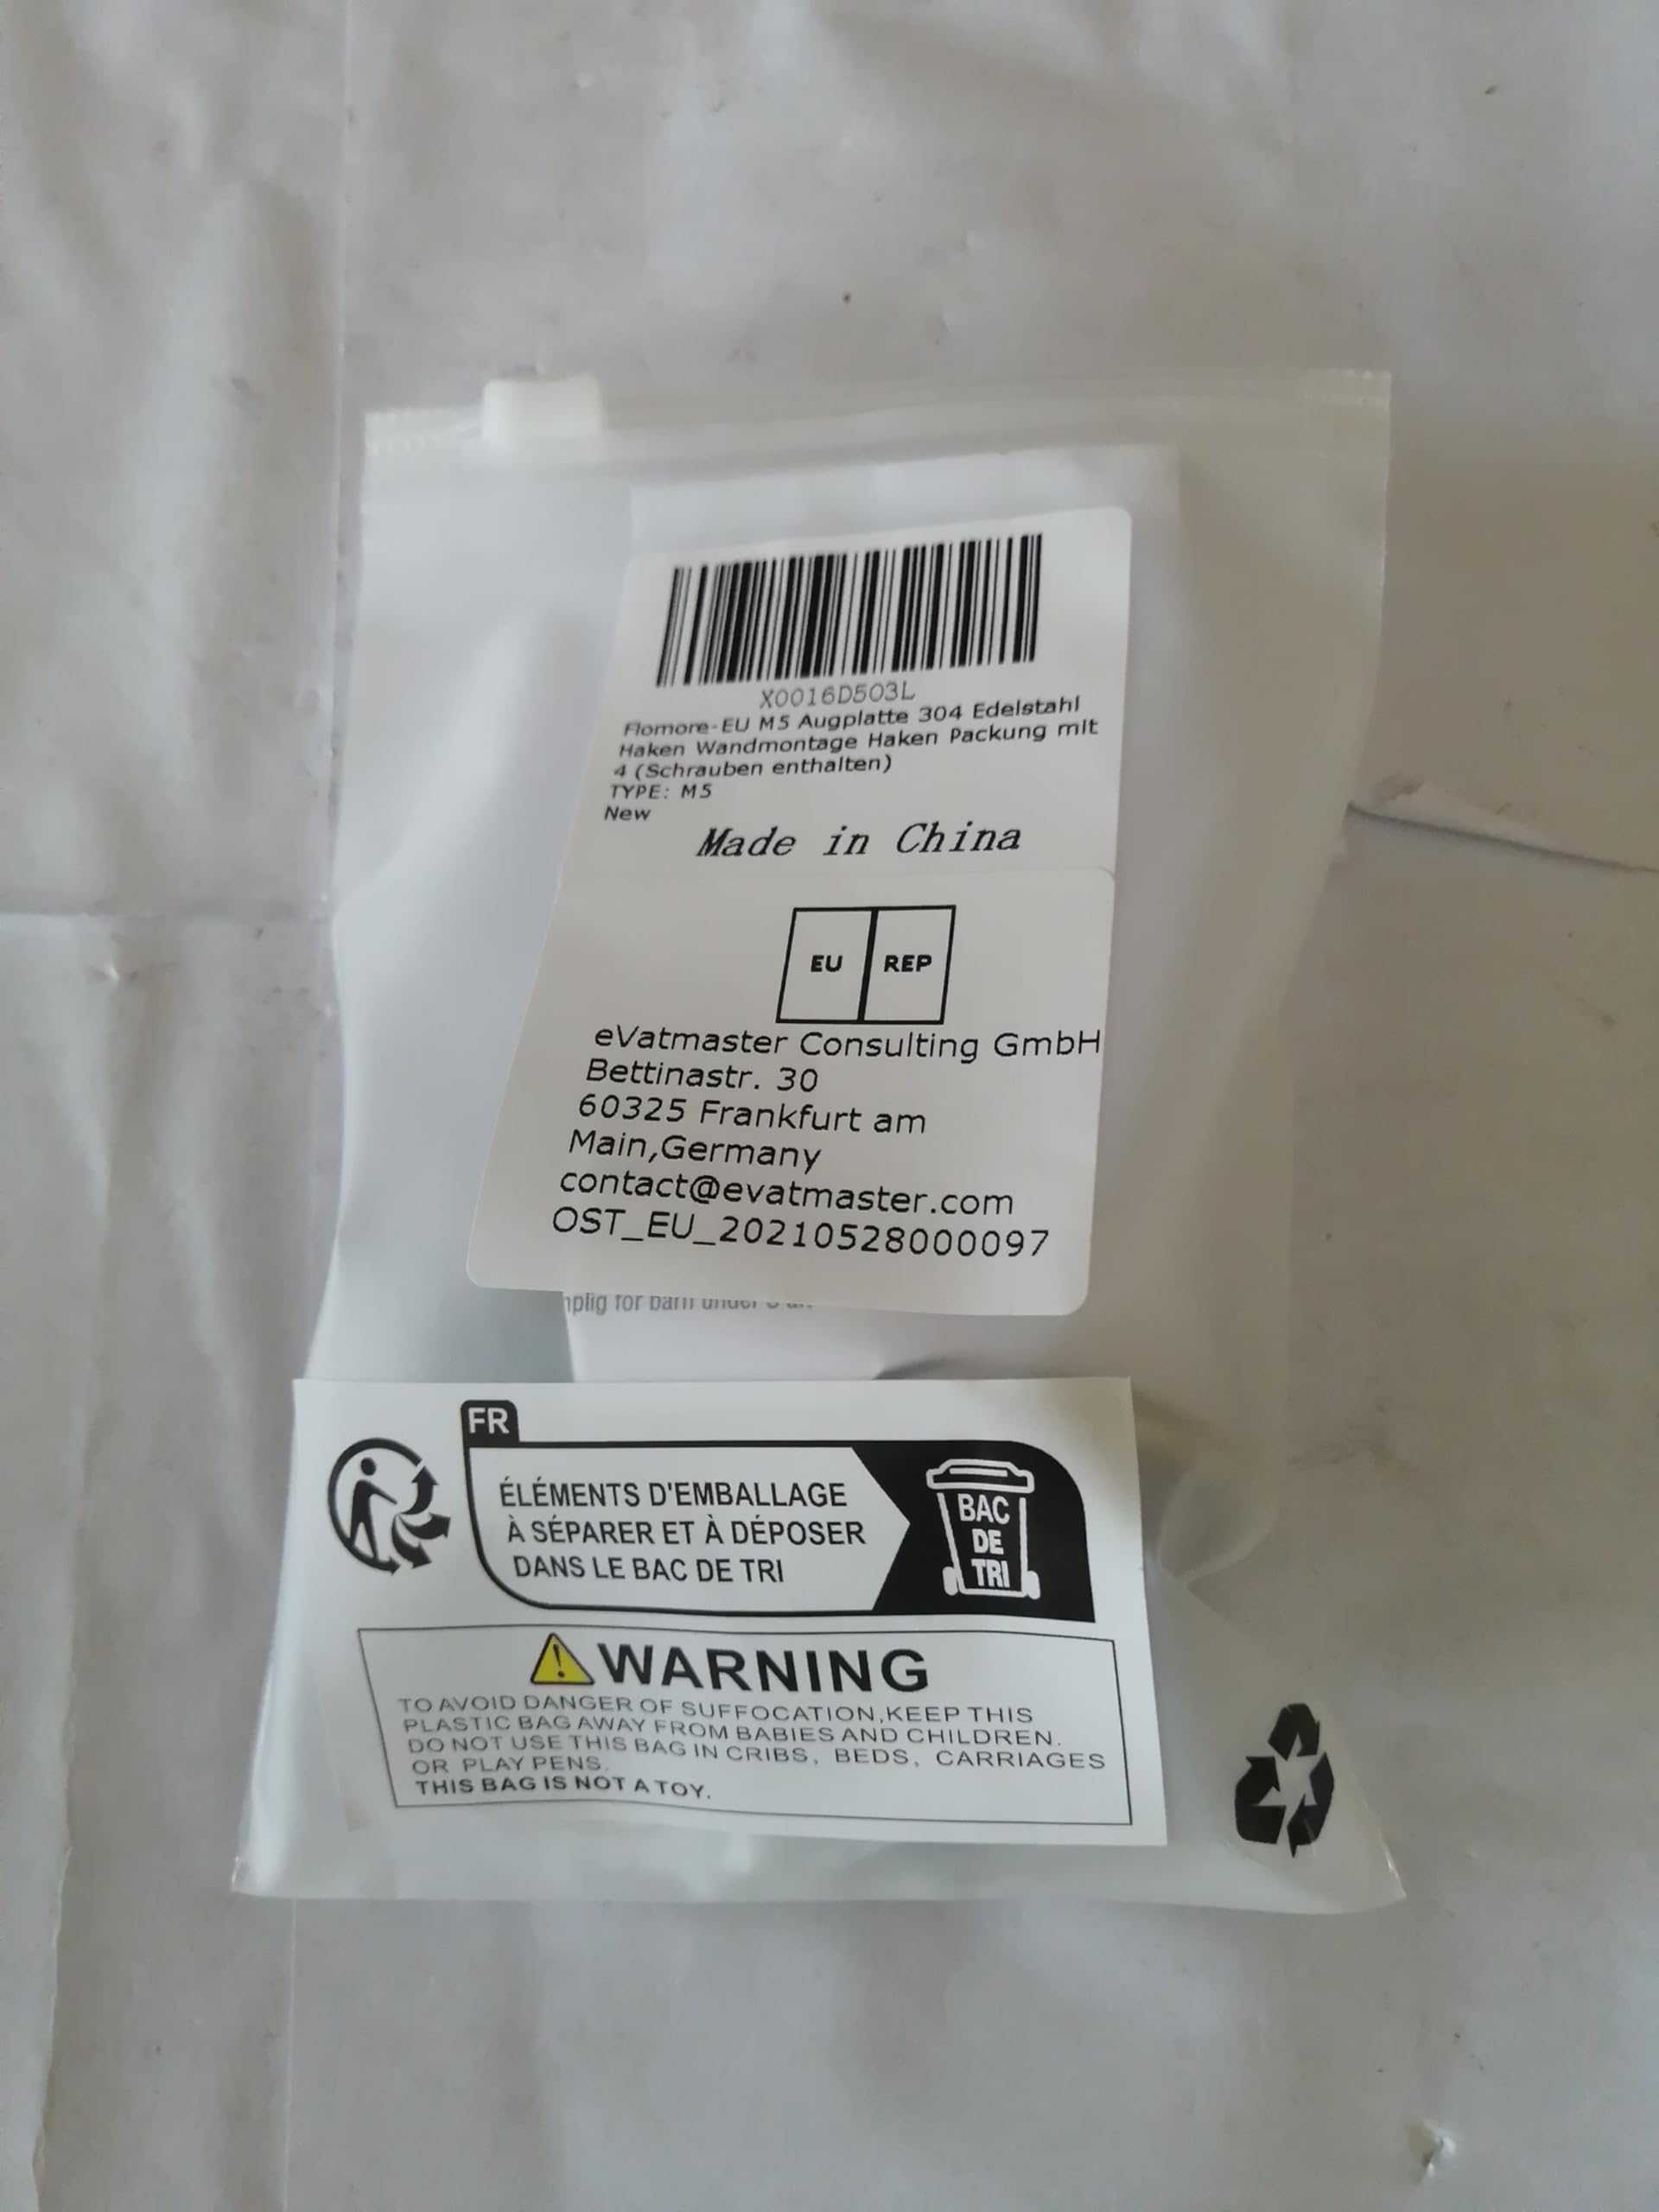 X0016D5O3L
Flomore-EU M5 Augplatte 304 Edelstahl
Haken Wandmontage Haken Packung mit
4 (Schrauben enthalten)
TYPE: M5
New
Made in China
EU REP
eVatmaster Consulting GmbH
Bettinastr. 30
60325 Frankfurt am
Main,Germany
contact@evatmaster.com
OST_EU_20210528000097
for barn under
FR
ÉLÉMENTS D'EMBALLAGE
À SÉPARER ET À DÉPOSER
DANS LE BAC DE TRI
BAC
DE
TRI
WARNING
TO AVOID DANGER OF SUFFOCATION,KEEP THIS
PLASTIC BAG AWAY FROM BABIES AND CHILDREN.
DO NOT USE THIS BAG IN CRIBS, BEDS, CARRIAGES
OR PLAY PENS.
THIS BAG IS NOT A TOY.